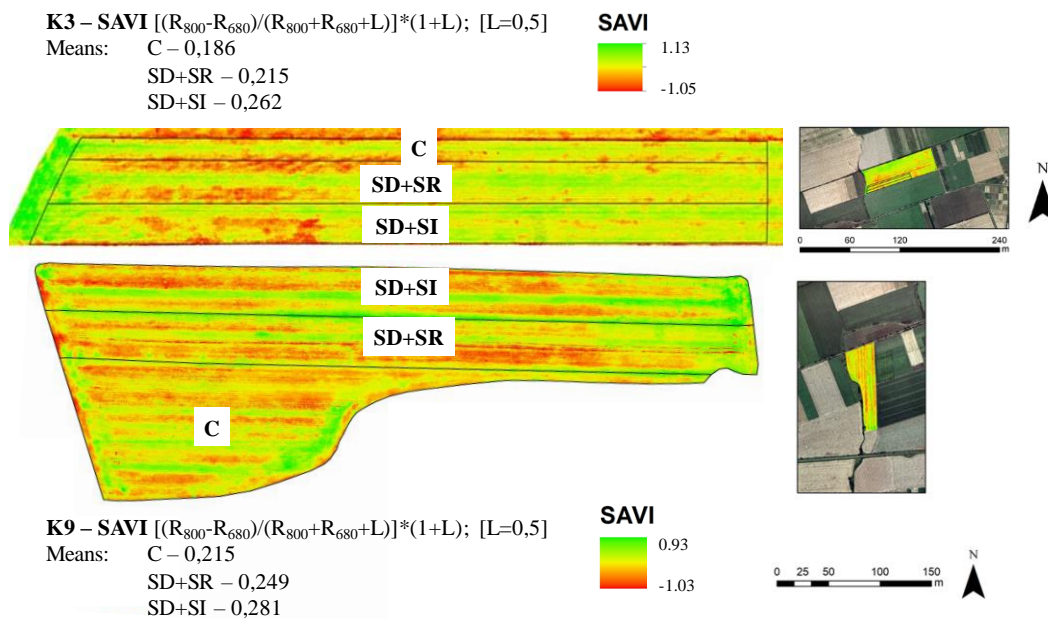 K3 – SAVI [(R800-R680)/(R800+R680+L)]*(1+L); [L=0,5]
Means: C – 0,186
SD+SR – 0,215
SD+SI – 0,262
SAVI
1.13
-1.05
C
SD+SR
SD+SI
N
0 60 120 240
m
SD+SI
SD+SR
C
K9 – SAVI [(R800-R680)/(R800+R680+L)]*(1+L); [L=0,5]
Means: C – 0,215
SD+SR – 0,249
SD+SI – 0,281
SAVI
0.93
-1.03
N
0 25 50 100 150
m